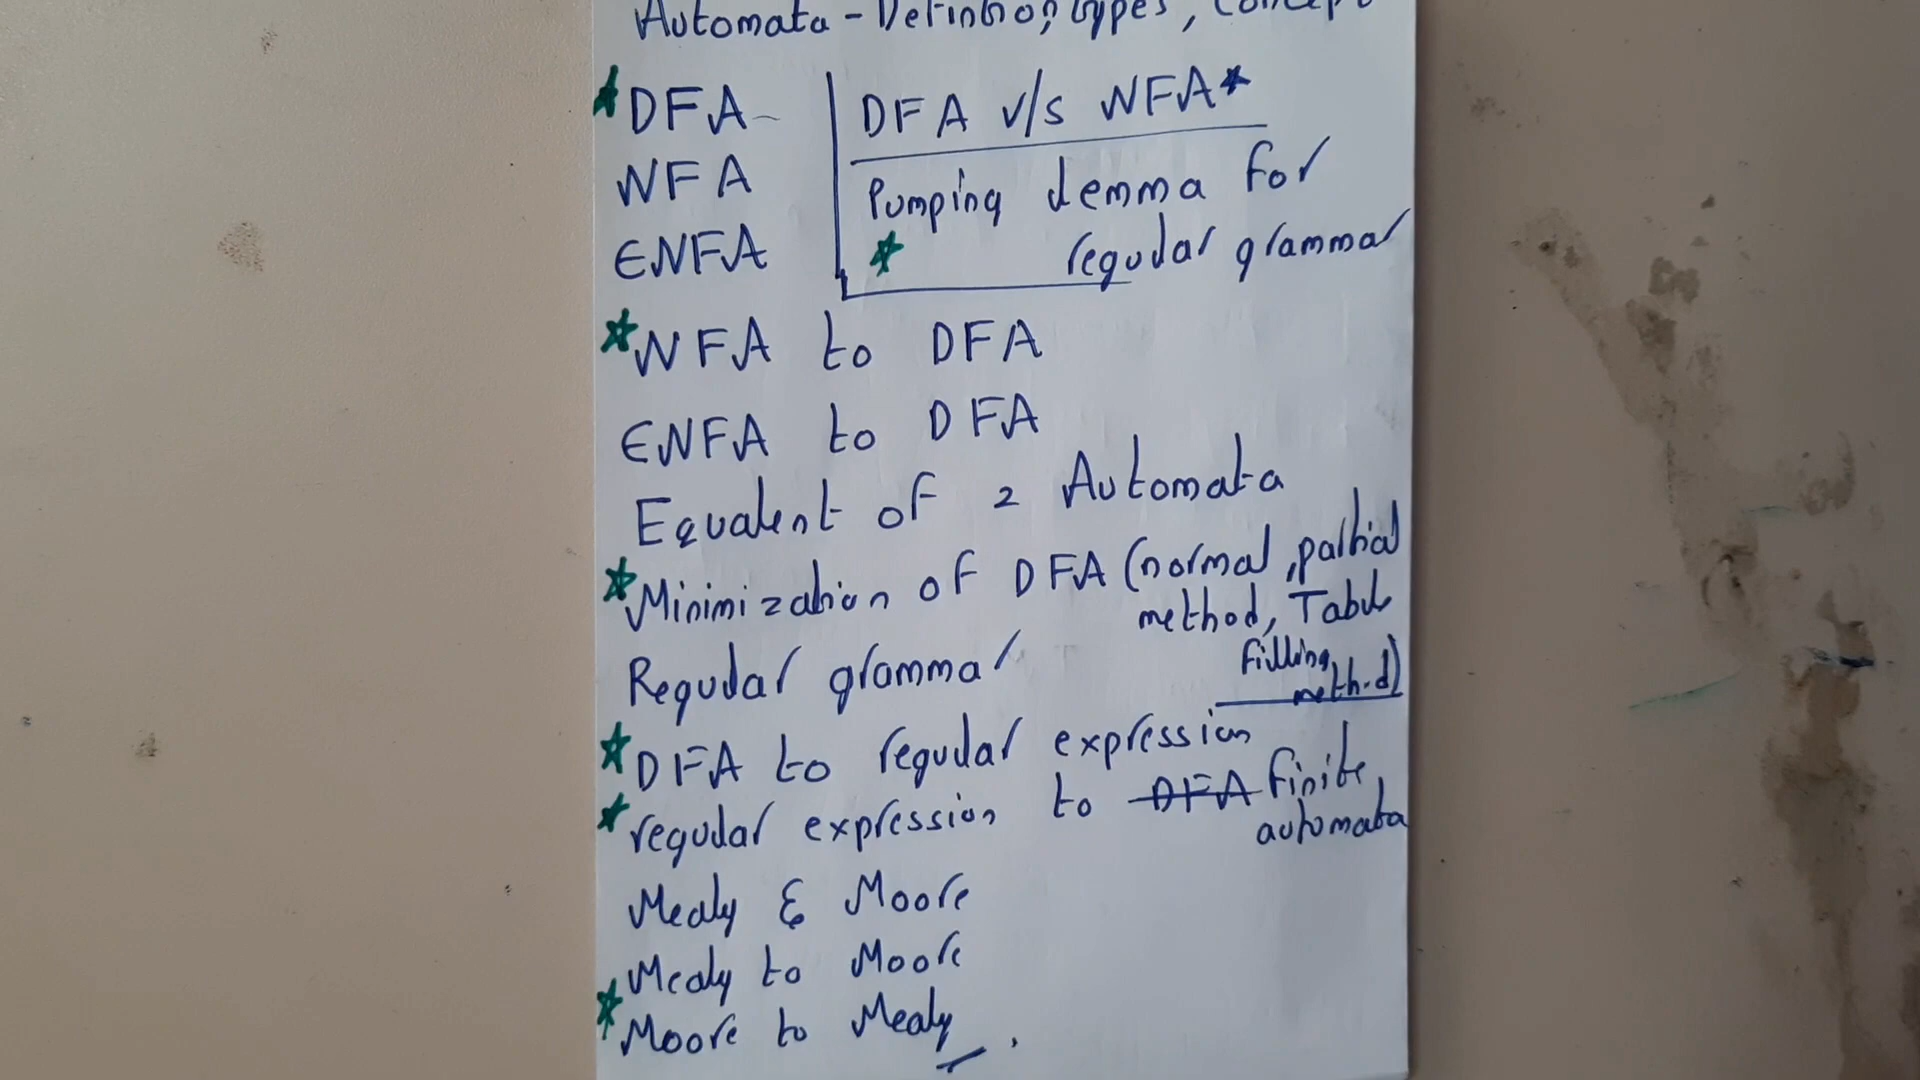 Automata - Definition, types, Concept
DFA
NFA
ENFA
DFA v/s NFA
Pumping Lemma For
regular grammar
NFA to DFA
ENFA to DFA
Equalent of 2 Automata
Minimization of DFA (normal, partial
method, Table
Filling
method)
Regular grammar
DFA to regular expression
regular expression to DFA finite
automata
Mealy & Moore
Mealy to Moore
Moore to Mealy